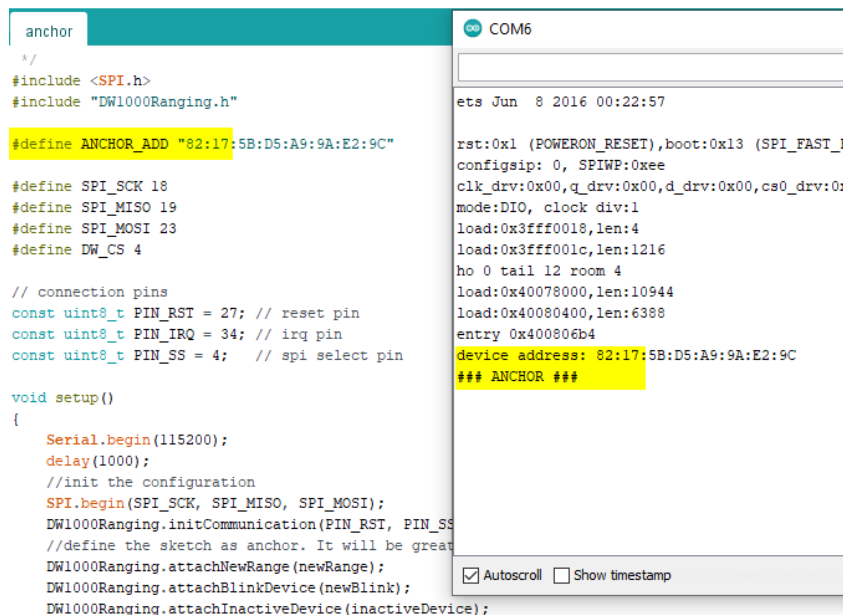 anchor
*/
#include <SPI.h>
#include "DW1000Ranging.h"
#define ANCHOR_ADD "82:17:5B:D5:A9:9A:E2:9C"
#define SPI_SCK 18
#define SPI_MISO 19
#define SPI_MOSI 23
#define DW_CS 4
// connection pins
const uint8_t PIN_RST = 27; // reset pin
const uint8_t PIN_IRQ = 34; // irq pin
const uint8_t PIN_SS = 4;   // spi select pin
void setup()
{
    Serial.begin(115200);
    delay(1000);
    //init the configuration
    SPI.begin(SPI_SCK, SPI_MISO, SPI_MOSI);
    DW1000Ranging.initCommunication(PIN_RST, PIN_SS
    //define the sketch as anchor. It will be great
    DW1000Ranging.attachNewRange(newRange);
    DW1000Ranging.attachBlinkDevice(newBlink);
    DW1000Ranging.attachInactiveDevice(inactiveDevice);
COM6
ets Jun  8 2016 00:22:57
rst:0x1 (POWERON_RESET),boot:0x13 (SPI_FAST_
configsip: 0, SPIWP:0xee
clk_drv:0x00,q_drv:0x00,d_drv:0x00,cs0_drv:0
mode:DIO, clock div:1
load:0x3fff0018,len:4
load:0x3fff001c,len:1216
ho 0 tail 12 room 4
load:0x40078000,len:10944
load:0x40080400,len:6388
entry 0x400806b4
device address: 82:17:5B:D5:A9:9A:E2:9C
### ANCHOR ###
Autoscroll
Show timestamp